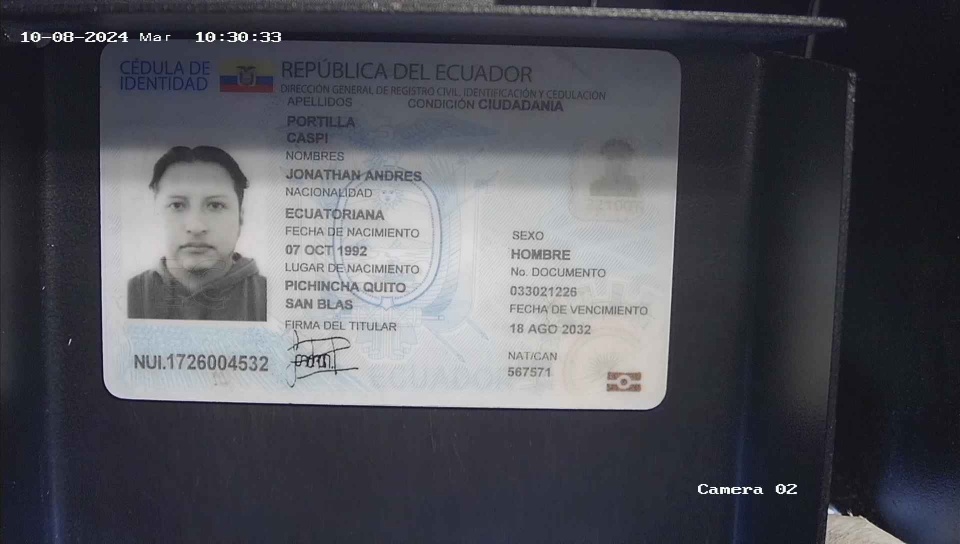 10-08-2024 Mar 10:30:33
CÉDULA DE
IDENTIDAD
REPÚBLICA DEL ECUADOR
DIRECCIÓN GENERAL DE REGISTRO CIVIL, IDENTIFICACIÓN Y CEDULACIÓN
APELLIDOS
CONDICIÓN CIUDADANÍA
PORTILLA
CASPI
NOMBRES
JONATHAN ANDRES
NACIONALIDAD
ECUATORIANA
FECHA DE NACIMIENTO
07 OCT 1992
LUGAR DE NACIMIENTO
PICHINCHA QUITO
SAN BLAS
FIRMA DEL TITULAR
SEXO
HOMBRE
No. DOCUMENTO
033021226
FECHA DE VENCIMIENTO
18 AGO 2032
NAT/CAN
567571
NUI.1726004532
ECUADOR
Camera 02